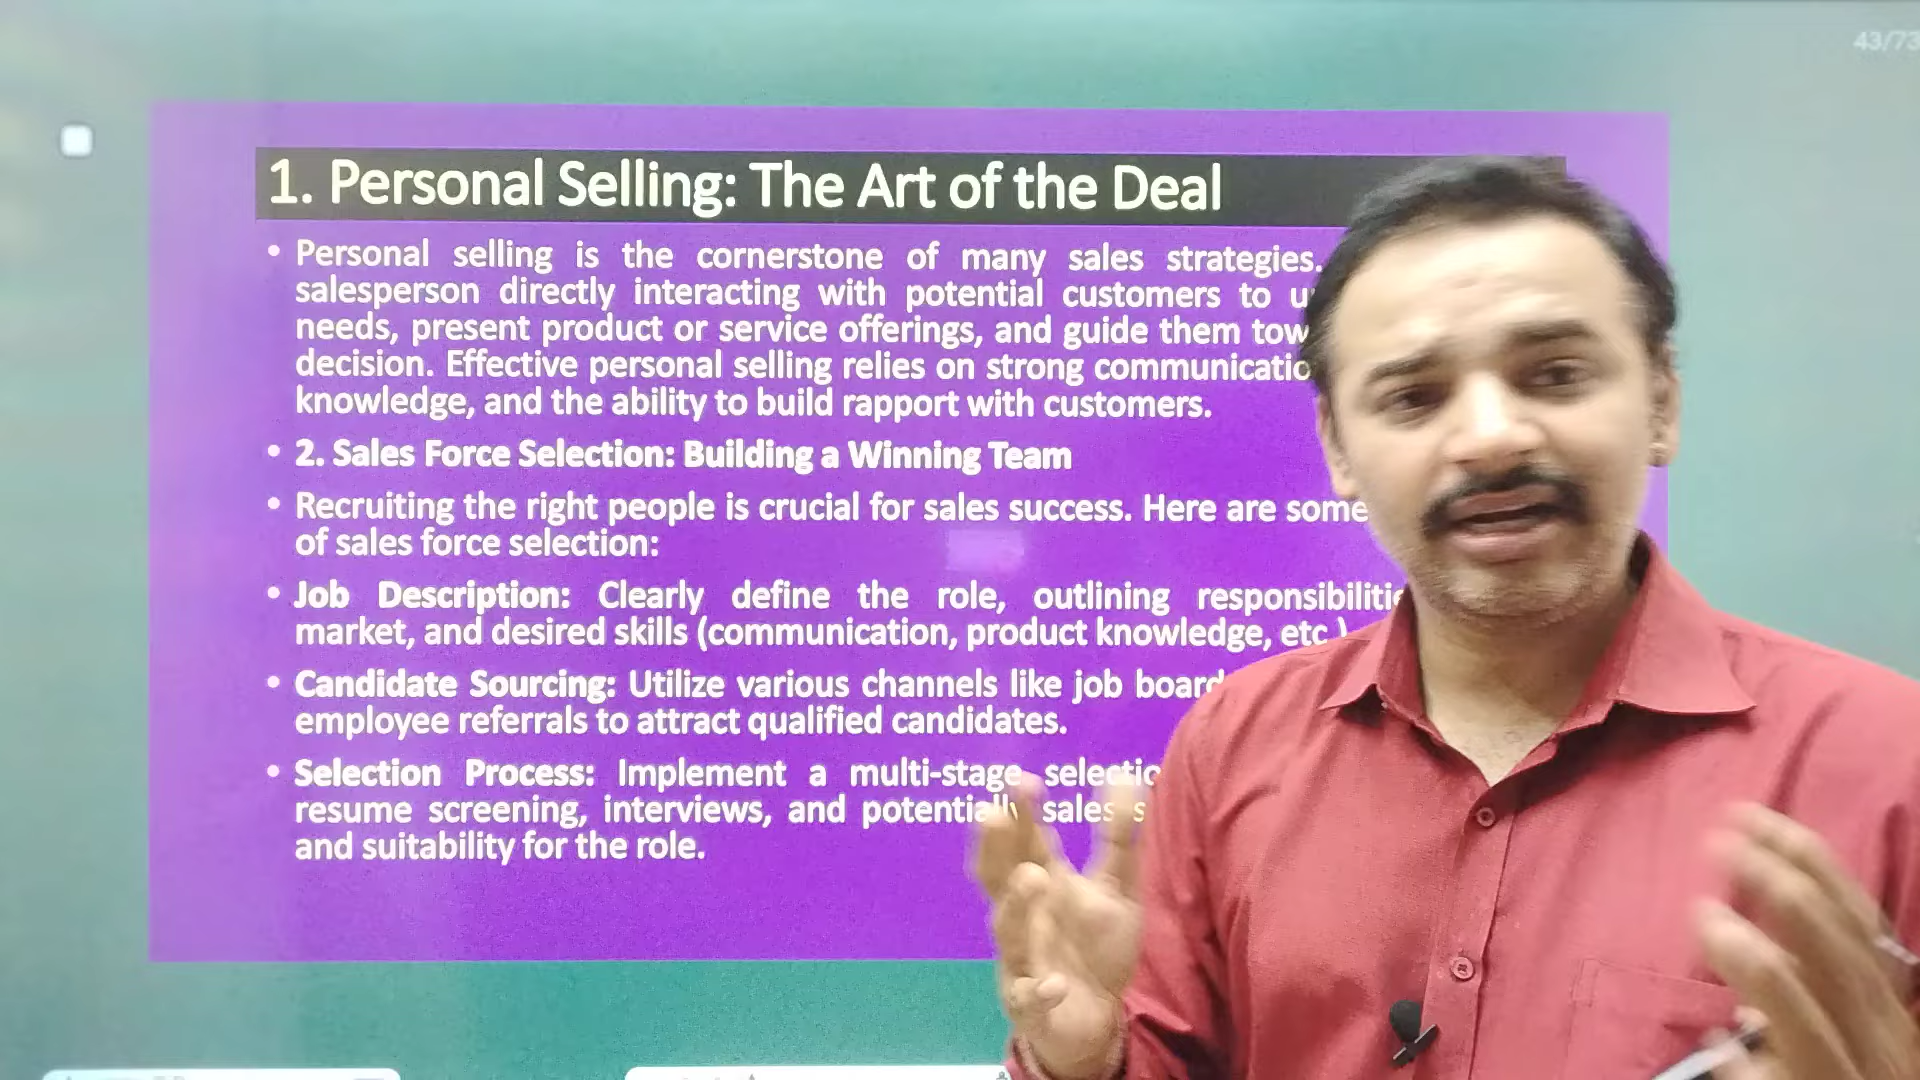 43/73
1. Personal Selling: The Art of the Deal
• Personal selling is the cornerstone of many sales strategies.
salesperson directly interacting with potential customers to
needs, present product or service offerings, and guide them
decision. Effective personal selling relies on strong
knowledge, and the ability to build rapport with customers.
• 2. Sales Force Selection: Building a Winning Team
• Recruiting the right people is crucial for sales success. Here are some
of sales force selection:
• Job Description: Clearly define the role, outlining
market, and desired skills (communication, product knowledge, etc.)
• Candidate Sourcing: Utilize various channels like job
employee referrals to attract qualified candidates.
• Selection Process: Implement a multi-stage
resume screening, interviews, and potentially sales
and suitability for the role.